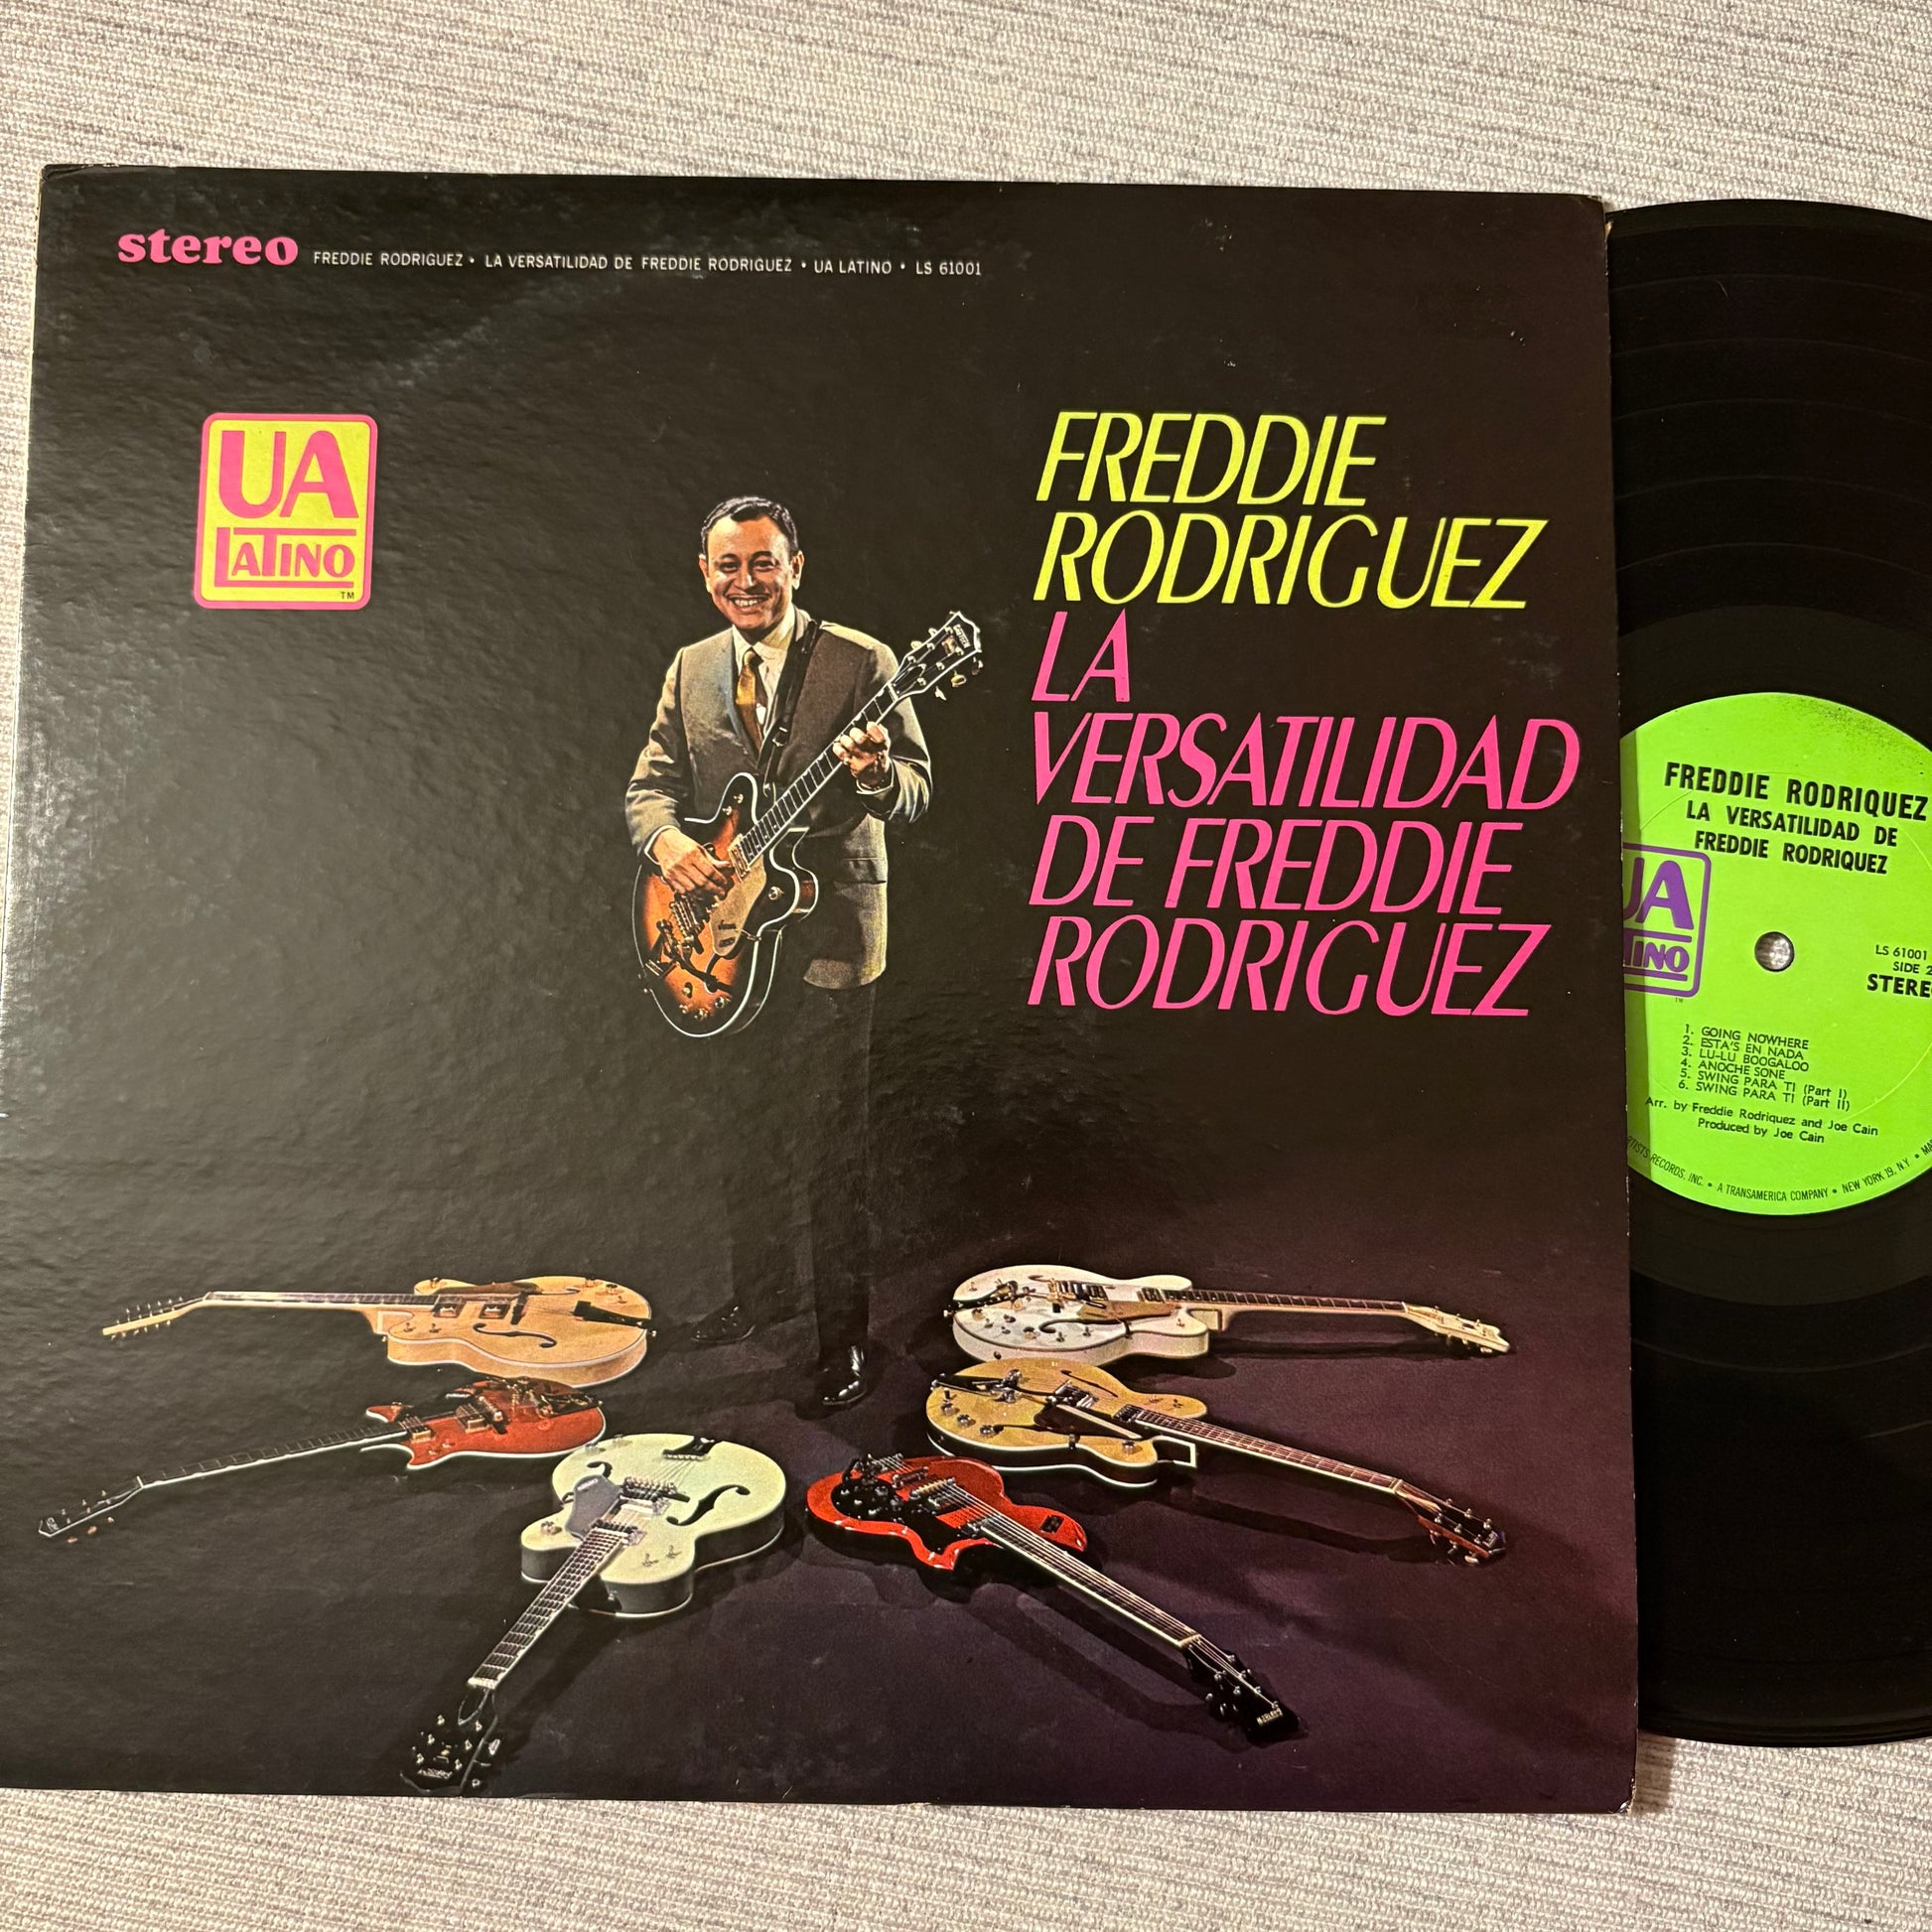 stereo FREDDIE RODRIGUEZ • LA VERSATILIDAD DE FREDDIE RODRIGUEZ • UA LATINO • LS 61001
UA
LATINO
TM
FREDDIE
RODRIGUEZ
LA
VERSATILIDAD
DE FREDDIE
RODRIGUEZ
GRETSCH
FREDDIE RODRIQUEZ
LA VERSATILIDAD DE
FREDDIE RODRIQUEZ
UA
TINO
TM
LS 61001
SIDE 2
STERE
1. GOING NOWHERE
2. ESTA'S EN NADA
3. LU-LU BOOGALOO
4. ANOCHE SONE
5. SWING PARA TI (Part I)
6. SWING PARA TI (Part II)
Arr. by Freddie Rodriquez and Joe Cain
Produced by Joe Cain
RECORDS, INC. • A TRANSAMERICA COMPANY • NEW YORK 19, N.Y. •